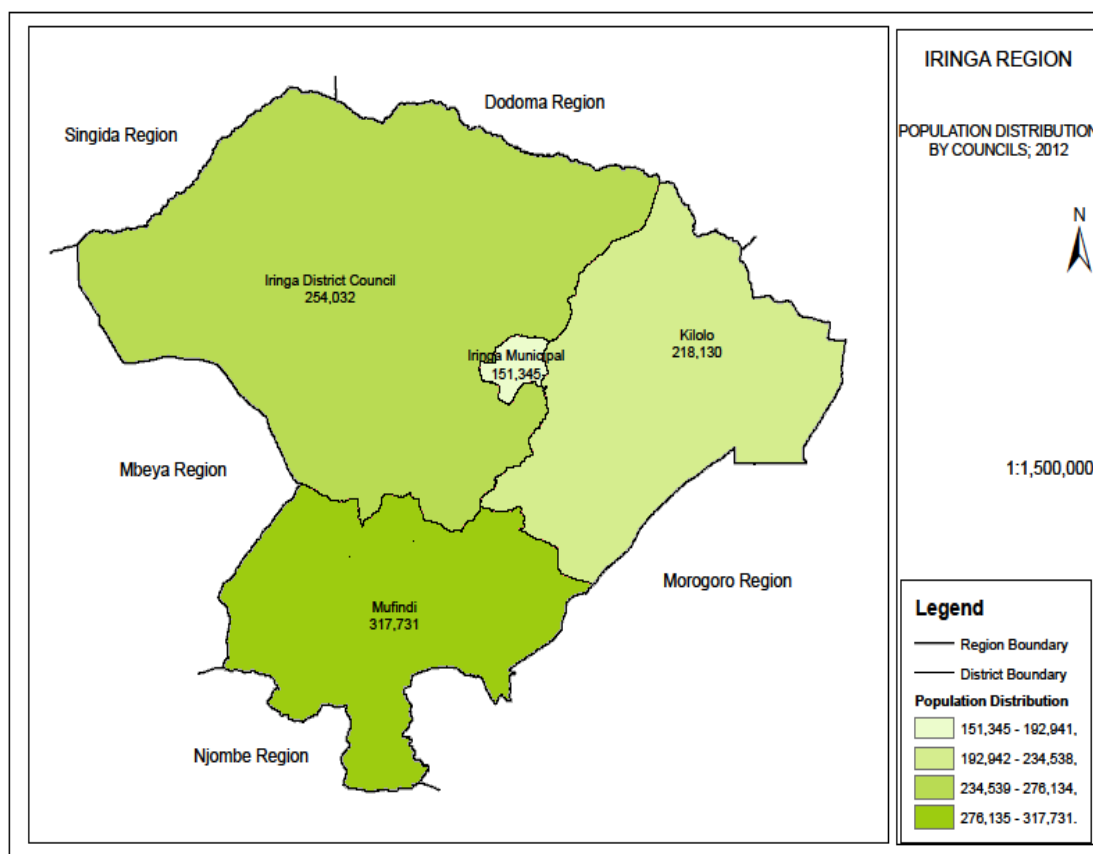 Dodoma Region
Singida Region
Iringa District Council
254,032
Iringa Municipal
151,345
Kilolo
218,130
Mbeya Region
Morogoro Region
Mufindi
317,731
Njombe Region
IRINGA REGION
POPULATION DISTRIBUTION
BY COUNCILS; 2012
N
1:1,500,000
Legend
Region Boundary
District Boundary
Population Distribution
151,345 - 192,941,
192,942 - 234,538,
234,539 - 276,134,
276,135 - 317,731.